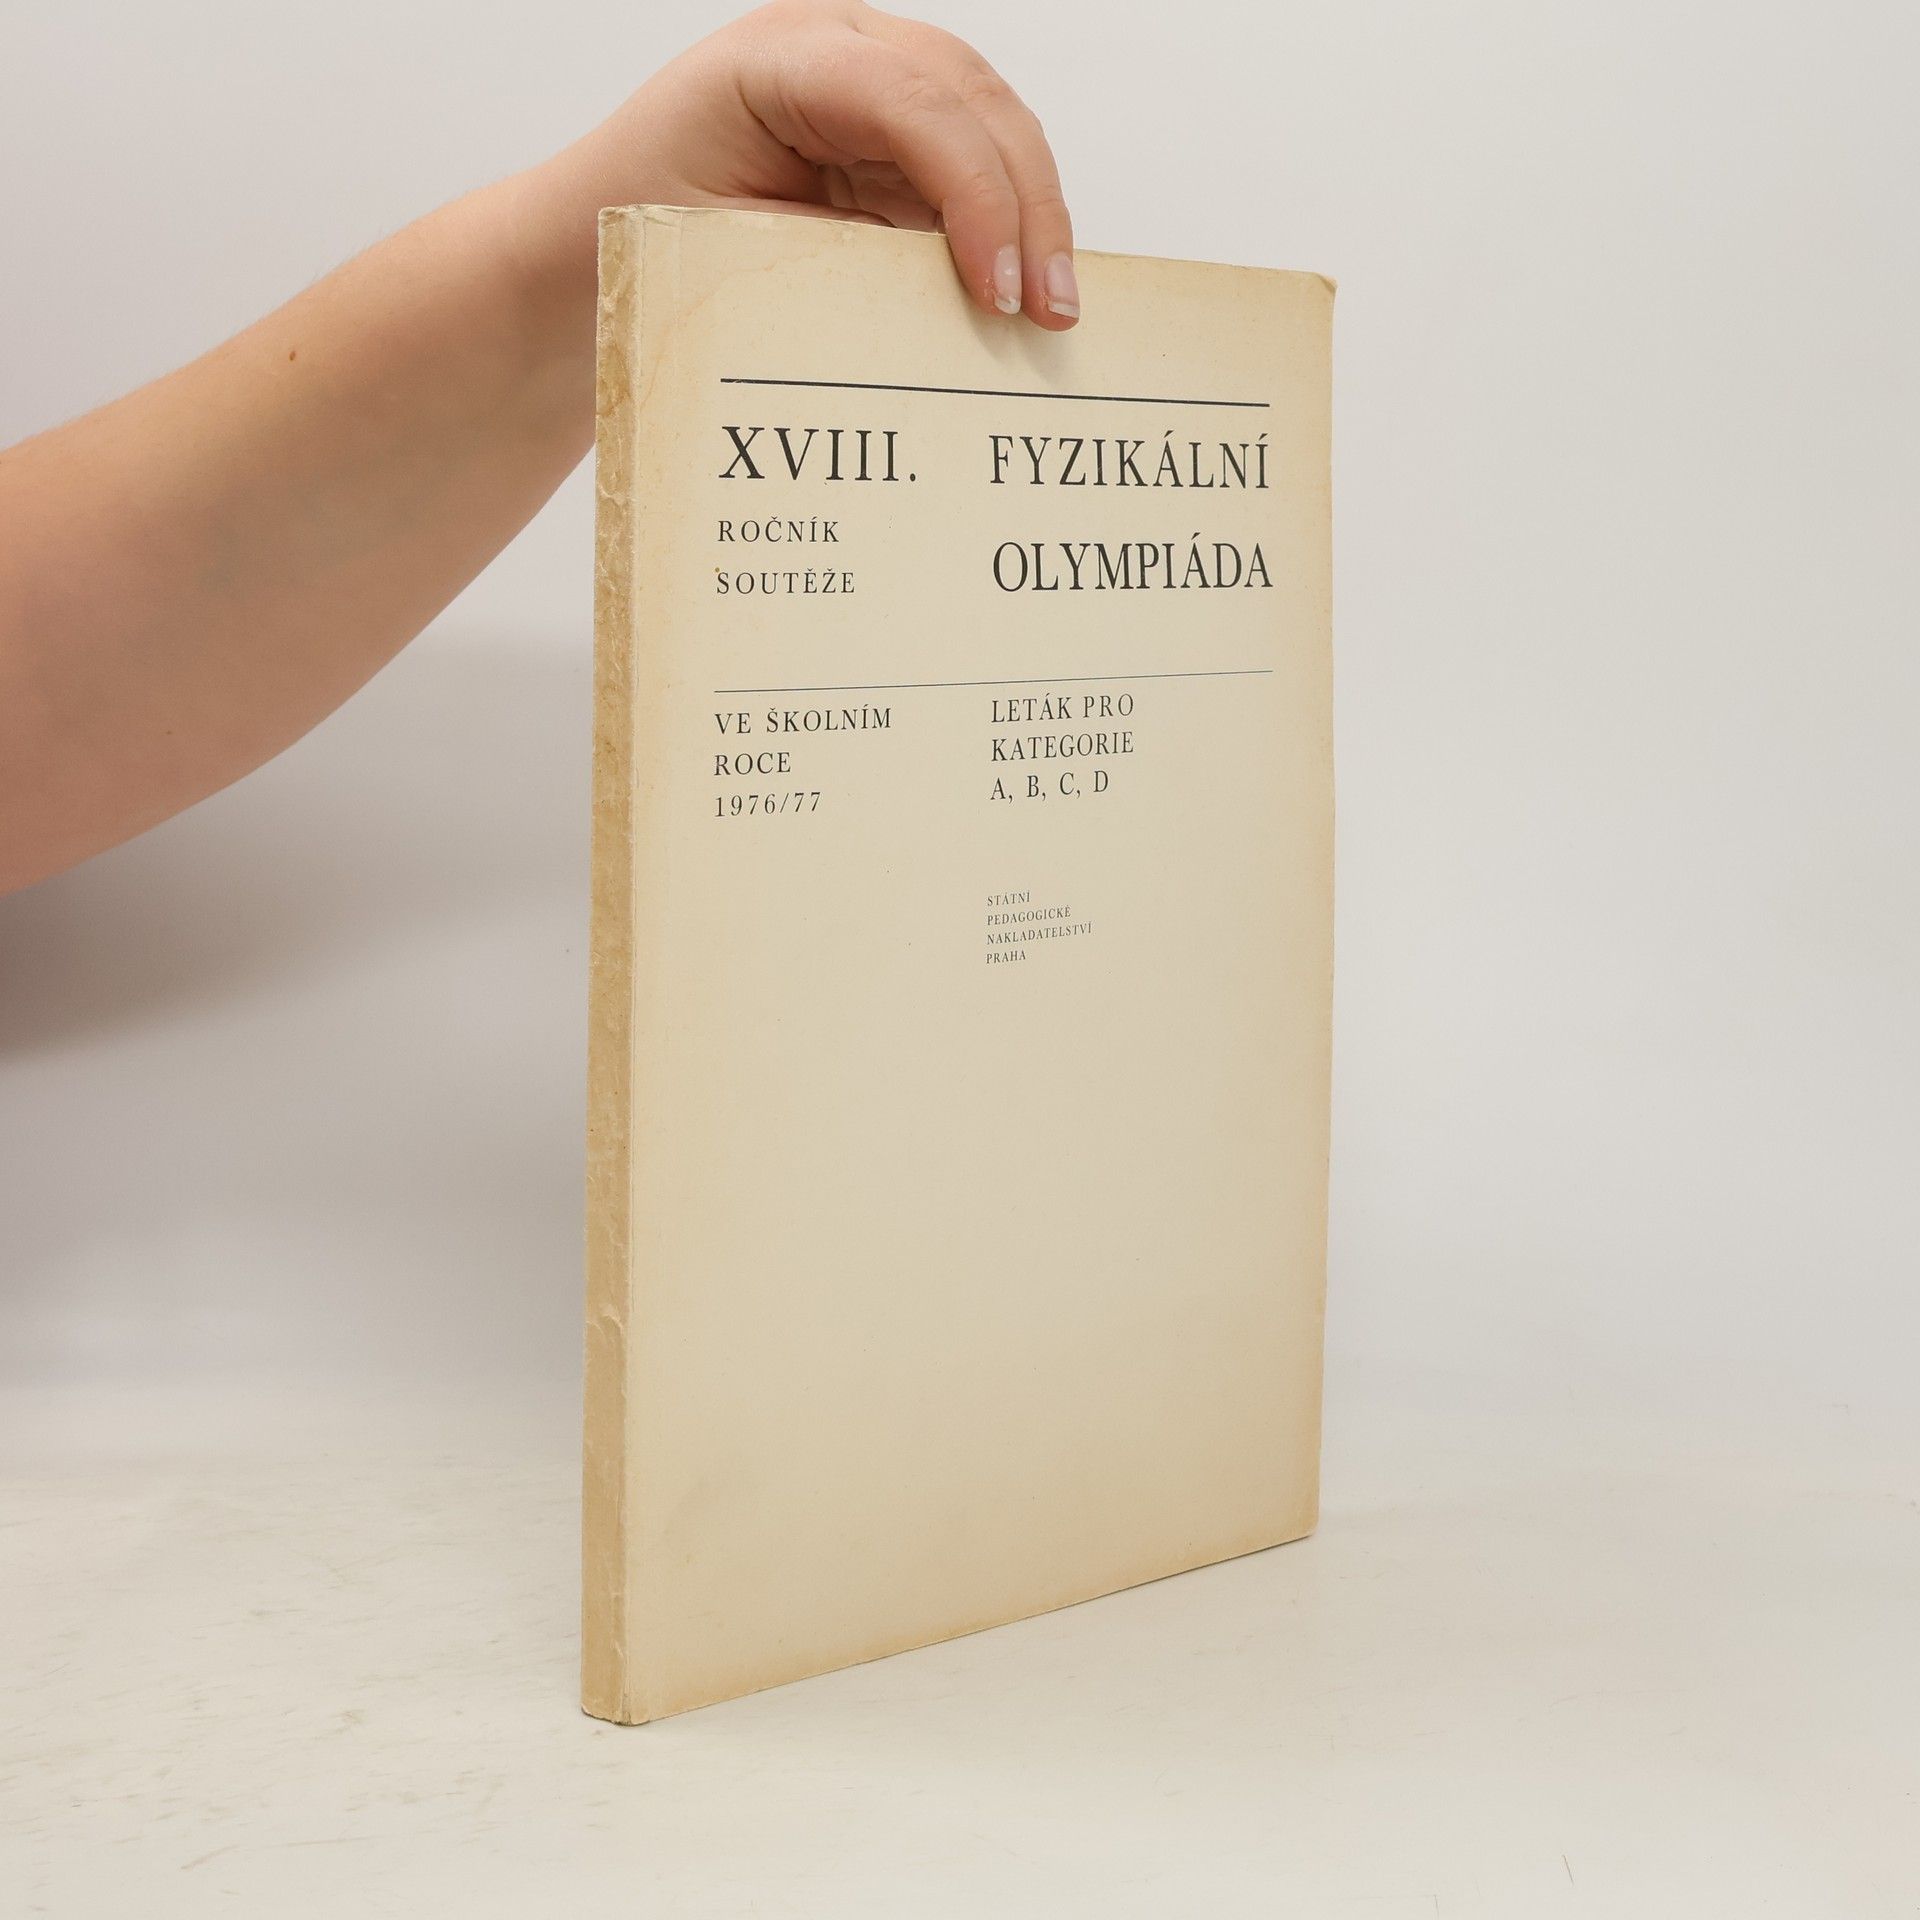 XVIII.
ROČNÍK
SOUTĚŽE
FYZIKÁLNÍ
OLYMPIÁDA
VE ŠKOLNÍM
ROCE
1976/77
LETÁK PRO
KATEGORIE
A, B, C, D
STÁTNÍ
PEDAGOGICKÉ
NAKLADATELSTVÍ
PRAHA